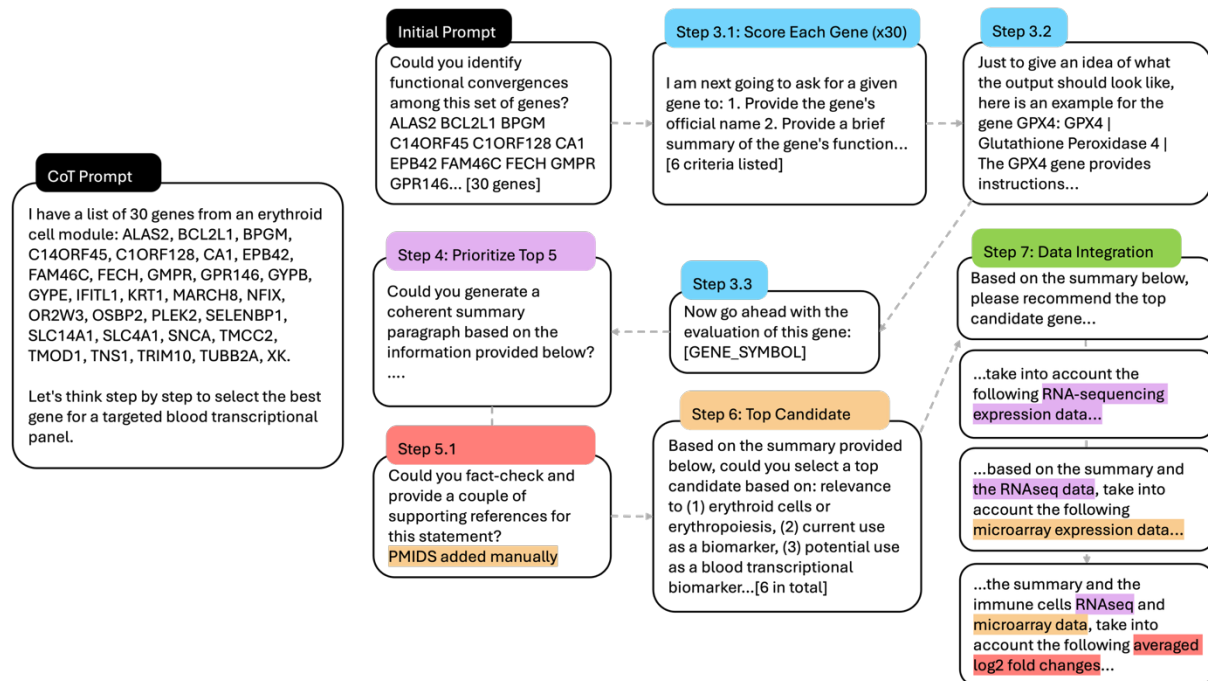 CoT Prompt
I have a list of 30 genes from an erythroid
cell module: ALAS2, BCL2L1, BPGM,
C14ORF45, C1ORF128, CA1, EPB42,
FAM46C, FECH, GMPR, GPR146, GYPB,
GYPE, IFITL1, KRT1, MARCH8, NFIX,
OR2W3, OSBP2, PLEK2, SELENBP1,
SLC14A1, SLC4A1, SNCA, TMCC2,
TMOD1, TNS1, TRIM10, TUBB2A, XK.
Let's think step by step to select the best
gene for a targeted blood transcriptional
panel.
Initial Prompt
Could you identify
functional convergences
among this set of genes?
ALAS2 BCL2L1 BPGM
C14ORF45 C1ORF128 CA1
EPB42 FAM46C FECH GMPR
GPR146... [30 genes]
Step 3.1: Score Each Gene (x30)
I am next going to ask for a given
gene to: 1. Provide the gene's
official name 2. Provide a brief
summary of the gene's function...
[6 criteria listed]
Step 3.2
Just to give an idea of what
the output should look like,
here is an example for the
gene GPX4: GPX4 |
Glutathione Peroxidase 4 |
The GPX4 gene provides
instructions...
Step 3.3
Now go ahead with the
evaluation of this gene:
[GENE_SYMBOL]
Step 4: Prioritize Top 5
Could you generate a
coherent summary
paragraph based on the
information provided below?
....
Step 5.1
Could you fact-check and
provide a couple of
supporting references for
this statement?
PMIDS added manually
Step 6: Top Candidate
Based on the summary provided
below, could you select a top
candidate based on: relevance
to (1) erythroid cells or
erythropoiesis, (2) current use
as a biomarker, (3) potential use
as a blood transcriptional
biomarker...[6 in total]
Step 7: Data Integration
Based on the summary below,
please recommend the top
candidate gene...
...take into account the
following RNA-sequencing
expression data...
...based on the summary and
the RNAseq data, take into
account the following
microarray expression data...
...the summary and the
immune cells RNAseq and
microarray data, take into
account the following averaged
log2 fold changes...